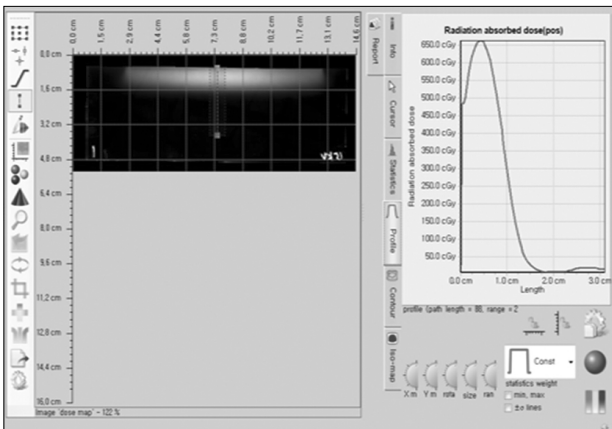 0,0 cm
1,5 cm
2,9 cm
4,4 cm
5,8 cm
7,3 cm
8,8 cm
10,2 cm
11,7 cm
13,1 cm
14,6 cm
0,0 cm
1,6 cm
3,2 cm
4,8 cm
6,4 cm
8,0 cm
9,6 cm
11,2 cm
12,8 cm
14,4 cm
16,0 cm
Image 'dose map' - 122 %
Report
Info
Cursor
Statistics
Profile
Contour
Iso-map
Radiation absorbed dose(pos)
Radiation absorbed dose
650.0 cGy
600.0 cGy
550.0 cGy
500.0 cGy
450.0 cGy
400.0 cGy
350.0 cGy
300.0 cGy
250.0 cGy
200.0 cGy
150.0 cGy
100.0 cGy
50.0 cGy
0.0 cm
1.0 cm
2.0 cm
3.0 cm
Length
profile (path length = 81), range = 2
X m
Y m
rota
size
ran
Const
statistics weight
min, max
±σ lines